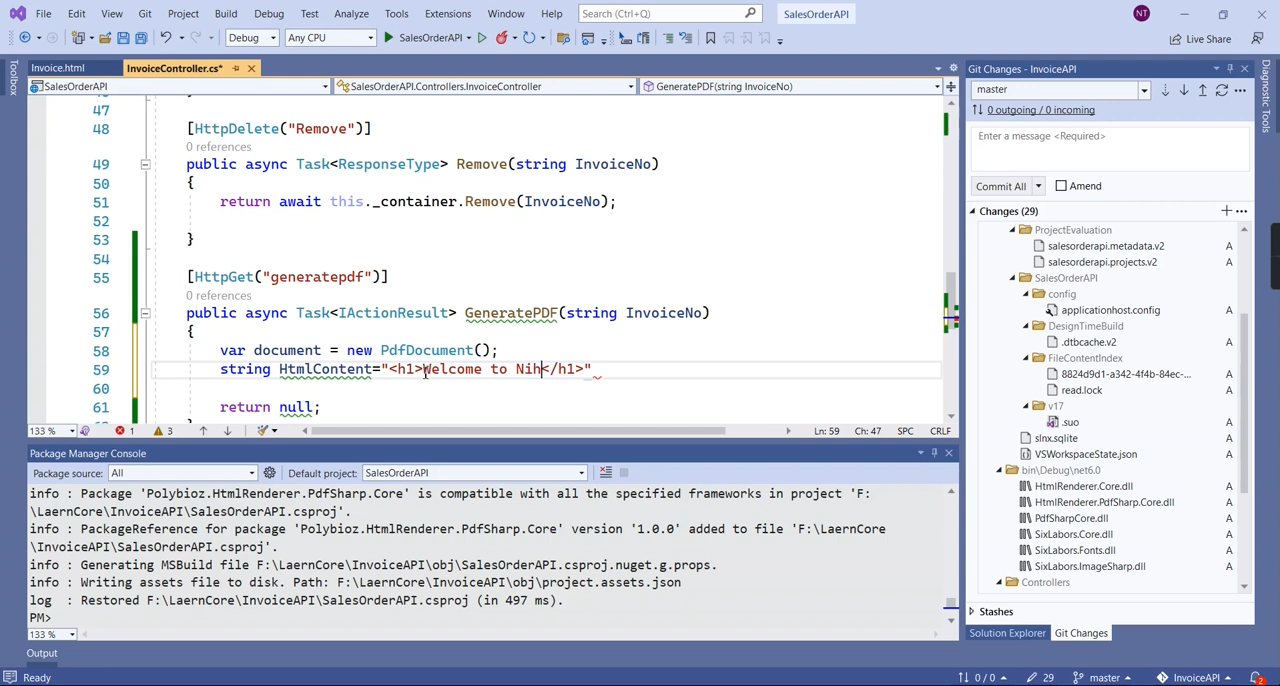 File Edit View Git Project Build Debug Test Analyze Tools Extensions Window Help Search (Ctrl+Q) SalesOrderAPI NT
Debug Any CPU SalesOrderAPI Live Share
Toolbox
Invoice.html InvoiceController.cs*
SalesOrderAPI SalesOrderAPI.Controllers.InvoiceController GeneratePDF(string InvoiceNo)
47
48 [HttpDelete("Remove")]
0 references
49 public async Task<ResponseType> Remove(string InvoiceNo)
50 {
51 return await this._container.Remove(InvoiceNo);
52
53 }
54
55 [HttpGet("generatepdf")]
0 references
56 public async Task<IActionResult> GeneratePDF(string InvoiceNo)
57 {
58 var document = new PdfDocument();
59 string HtmlContent="<h1>Welcome to Nih</h1>"
60
61 return null;
133 % 1 3 Ln: 59 Ch: 47 SPC CRLF
Package Manager Console
Package source: All Default project: SalesOrderAPI
info : Package 'Polybioz.HtmlRenderer.PdfSharp.Core' is compatible with all the specified frameworks in project 'F:
\LaernCore\InvoiceAPI\SalesOrderAPI.csproj'.
info : PackageReference for package 'Polybioz.HtmlRenderer.PdfSharp.Core' version '1.0.0' added to file 'F:\LaernCore
\InvoiceAPI\SalesOrderAPI.csproj'.
info : Generating MSBuild file F:\LaernCore\InvoiceAPI\obj\SalesOrderAPI.csproj.nuget.g.props.
info : Writing assets file to disk. Path: F:\LaernCore\InvoiceAPI\obj\project.assets.json
log : Restored F:\LaernCore\InvoiceAPI\SalesOrderAPI.csproj (in 497 ms).
PM>
133 %
Output
Git Changes - InvoiceAPI
master
0 outgoing / 0 incoming
Enter a message <Required>
Commit All Amend
Changes (29)
ProjectEvaluation
salesorderapi.metadata.v2 A
salesorderapi.projects.v2 A
SalesOrderAPI
config
applicationhost.config A
DesignTimeBuild
.dtbcache.v2 A
FileContentIndex
8824d9d1-a342-4f4b-84ec-... A
read.lock A
v17
.suo A
slnx.sqlite A
VSWorkspaceState.json A
bin\Debug\net6.0
HtmlRenderer.Core.dll A
HtmlRenderer.PdfSharp.Core.dll A
PdfSharpCore.dll A
SixLabors.Core.dll A
SixLabors.Fonts.dll A
SixLabors.ImageSharp.dll A
Controllers
Stashes
Solution Explorer Git Changes
Diagnostic Tools
Ready 0 / 0 29 master InvoiceAPI 2